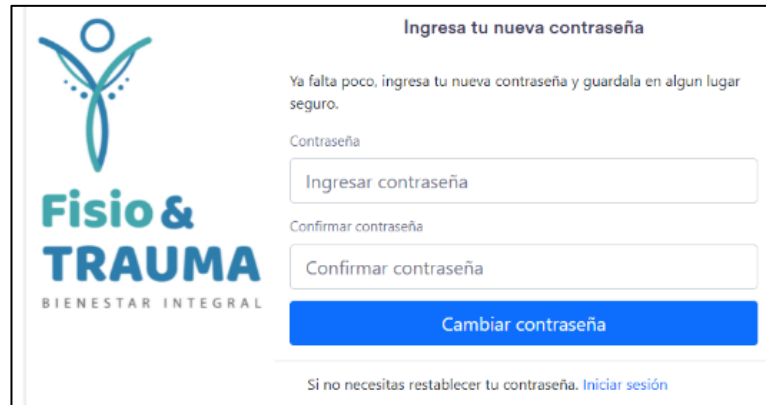 Fisio &
TRAUMA
BIENESTAR INTEGRAL
Ingresa tu nueva contraseña
Ya falta poco, ingresa tu nueva contraseña y guardala en algun lugar
seguro.
Contraseña
Ingresar contraseña
Confirmar contraseña
Confirmar contraseña
Cambiar contraseña
Si no necesitas restablecer tu contraseña. Iniciar sesión